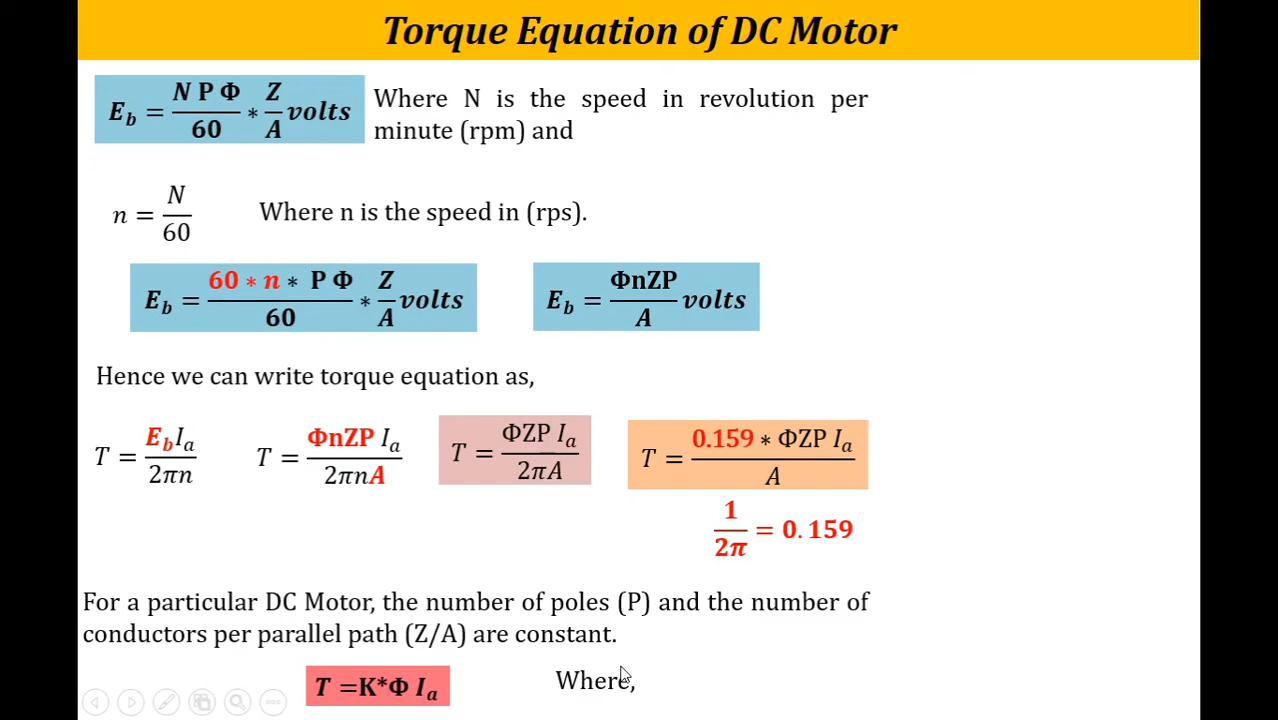 Torque Equation of DC Motor
E_b = N P Φ / 60 * Z / A volts
Where N is the speed in revolution per
minute (rpm) and
n = N / 60
Where n is the speed in (rps).
E_b = 60 * n * P Φ / 60 * Z / A volts
E_b = ΦnZP / A volts
Hence we can write torque equation as,
T = E_b I_a / 2πn
T = ΦnZP I_a / 2πnA
T = ΦZP I_a / 2πA
T = 0.159 * ΦZP I_a / A
1 / 2π = 0.159
For a particular DC Motor, the number of poles (P) and the number of
conductors per parallel path (Z/A) are constant.
T =K*Φ I_a
Where,